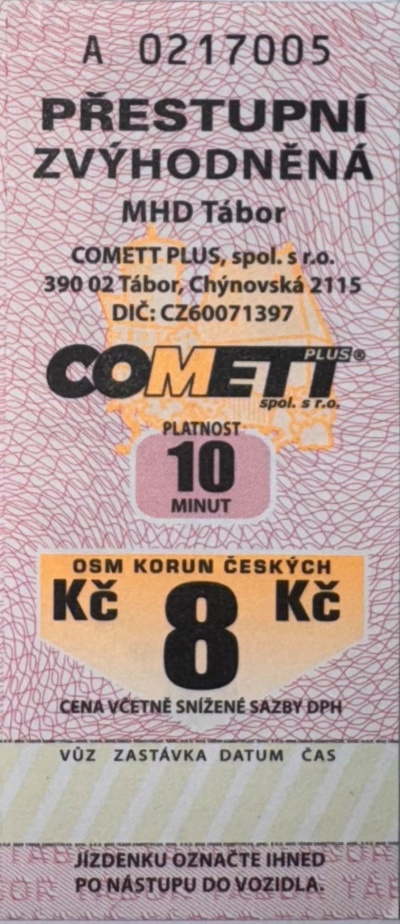 A 0217005
PŘESTUPNÍ
ZVÝHODNĚNÁ
MHD Tábor
COMETT PLUS, spol. s r.o.
390 02 Tábor, Chýnovská 2115
DIČ: CZ60071397
COMETT PLUS®
spol. s r.o.
PLATNOST
10
MINUT
OSM KORUN ČESKÝCH
Kč 8 Kč
CENA VČETNĚ SNÍŽENÉ SAZBY DPH
VŮZ ZASTÁVKA DATUM ČAS
JÍZDENKU OZNAČTE IHNED
PO NÁSTUPU DO VOZIDLA.